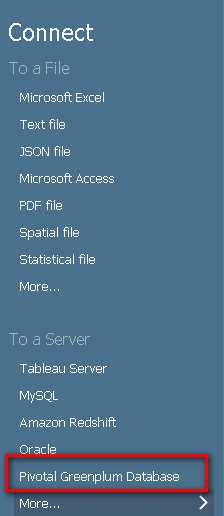 Connect
To a File
Microsoft Excel
Text file
JSON file
Microsoft Access
PDF file
Spatial file
Statistical file
More...
To a Server
Tableau Server
MySQL
Amazon Redshift
Oracle
Pivotal Greenplum Database
More...